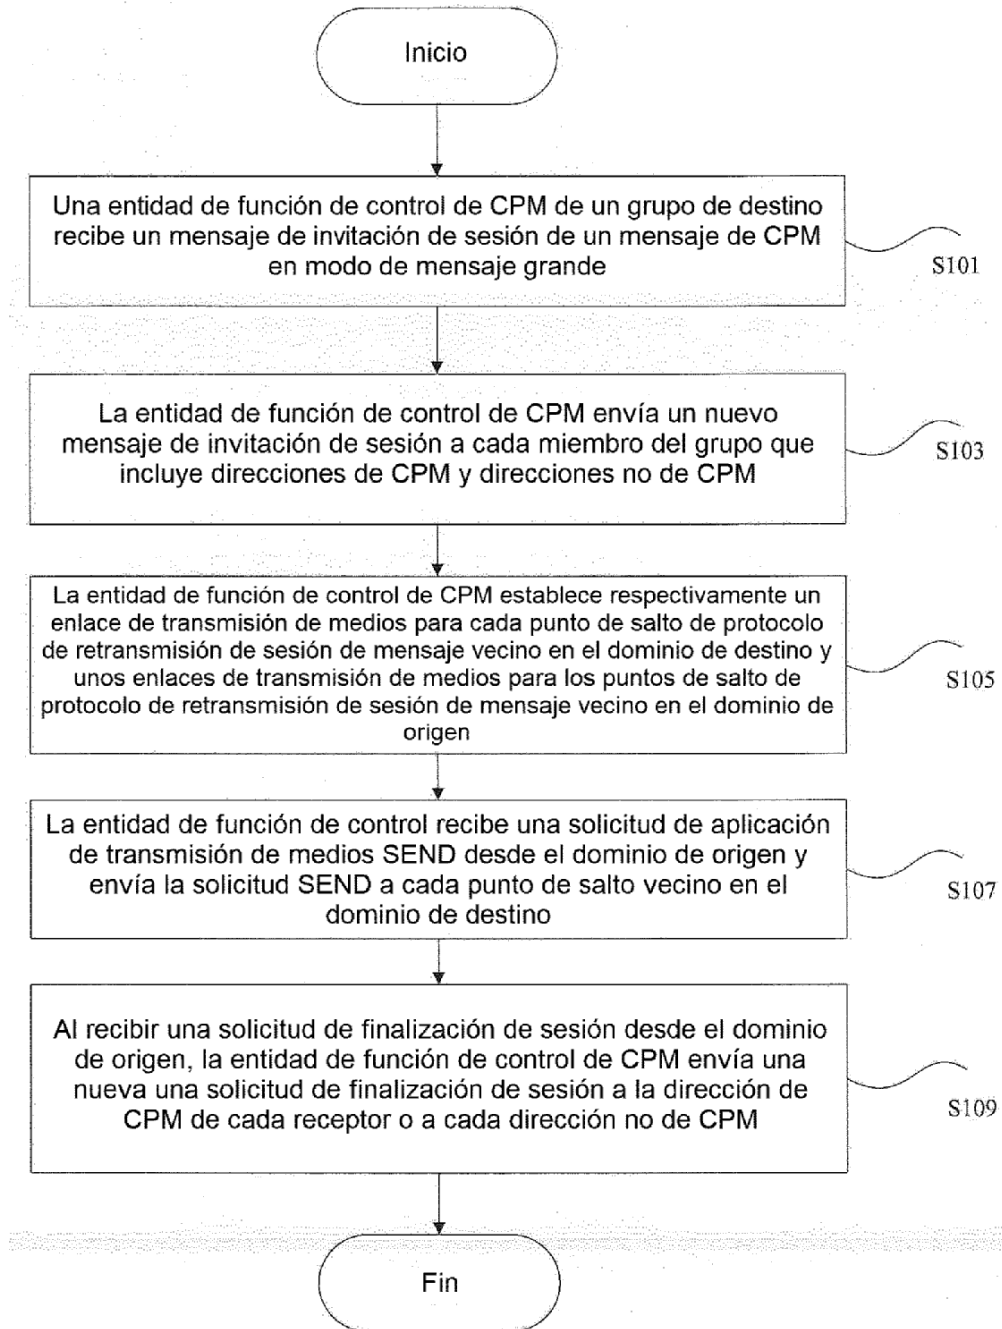 Inicio
Una entidad de función de control de CPM de un grupo de destino
recibe un mensaje de invitación de sesión de un mensaje de CPM
en modo de mensaje grande
S101
La entidad de función de control de CPM envía un nuevo
mensaje de invitación de sesión a cada miembro del grupo que
incluye direcciones de CPM y direcciones no de CPM
S103
La entidad de función de control de CPM establece respectivamente un
enlace de transmisión de medios para cada punto de salto de protocolo
de retransmisión de sesión de mensaje vecino en el dominio de destino y
unos enlaces de transmisión de medios para los puntos de salto de
protocolo de retransmisión de sesión de mensaje vecino en el dominio de
origen
S105
La entidad de función de control recibe una solicitud de aplicación
de transmisión de medios SEND desde el dominio de origen y
envía la solicitud SEND a cada punto de salto vecino en el
dominio de destino
S107
Al recibir una solicitud de finalización de sesión desde el dominio
de origen, la entidad de función de control de CPM envía una
nueva una solicitud de finalización de sesión a la dirección de
CPM de cada receptor o a cada dirección no de CPM
S109
Fin